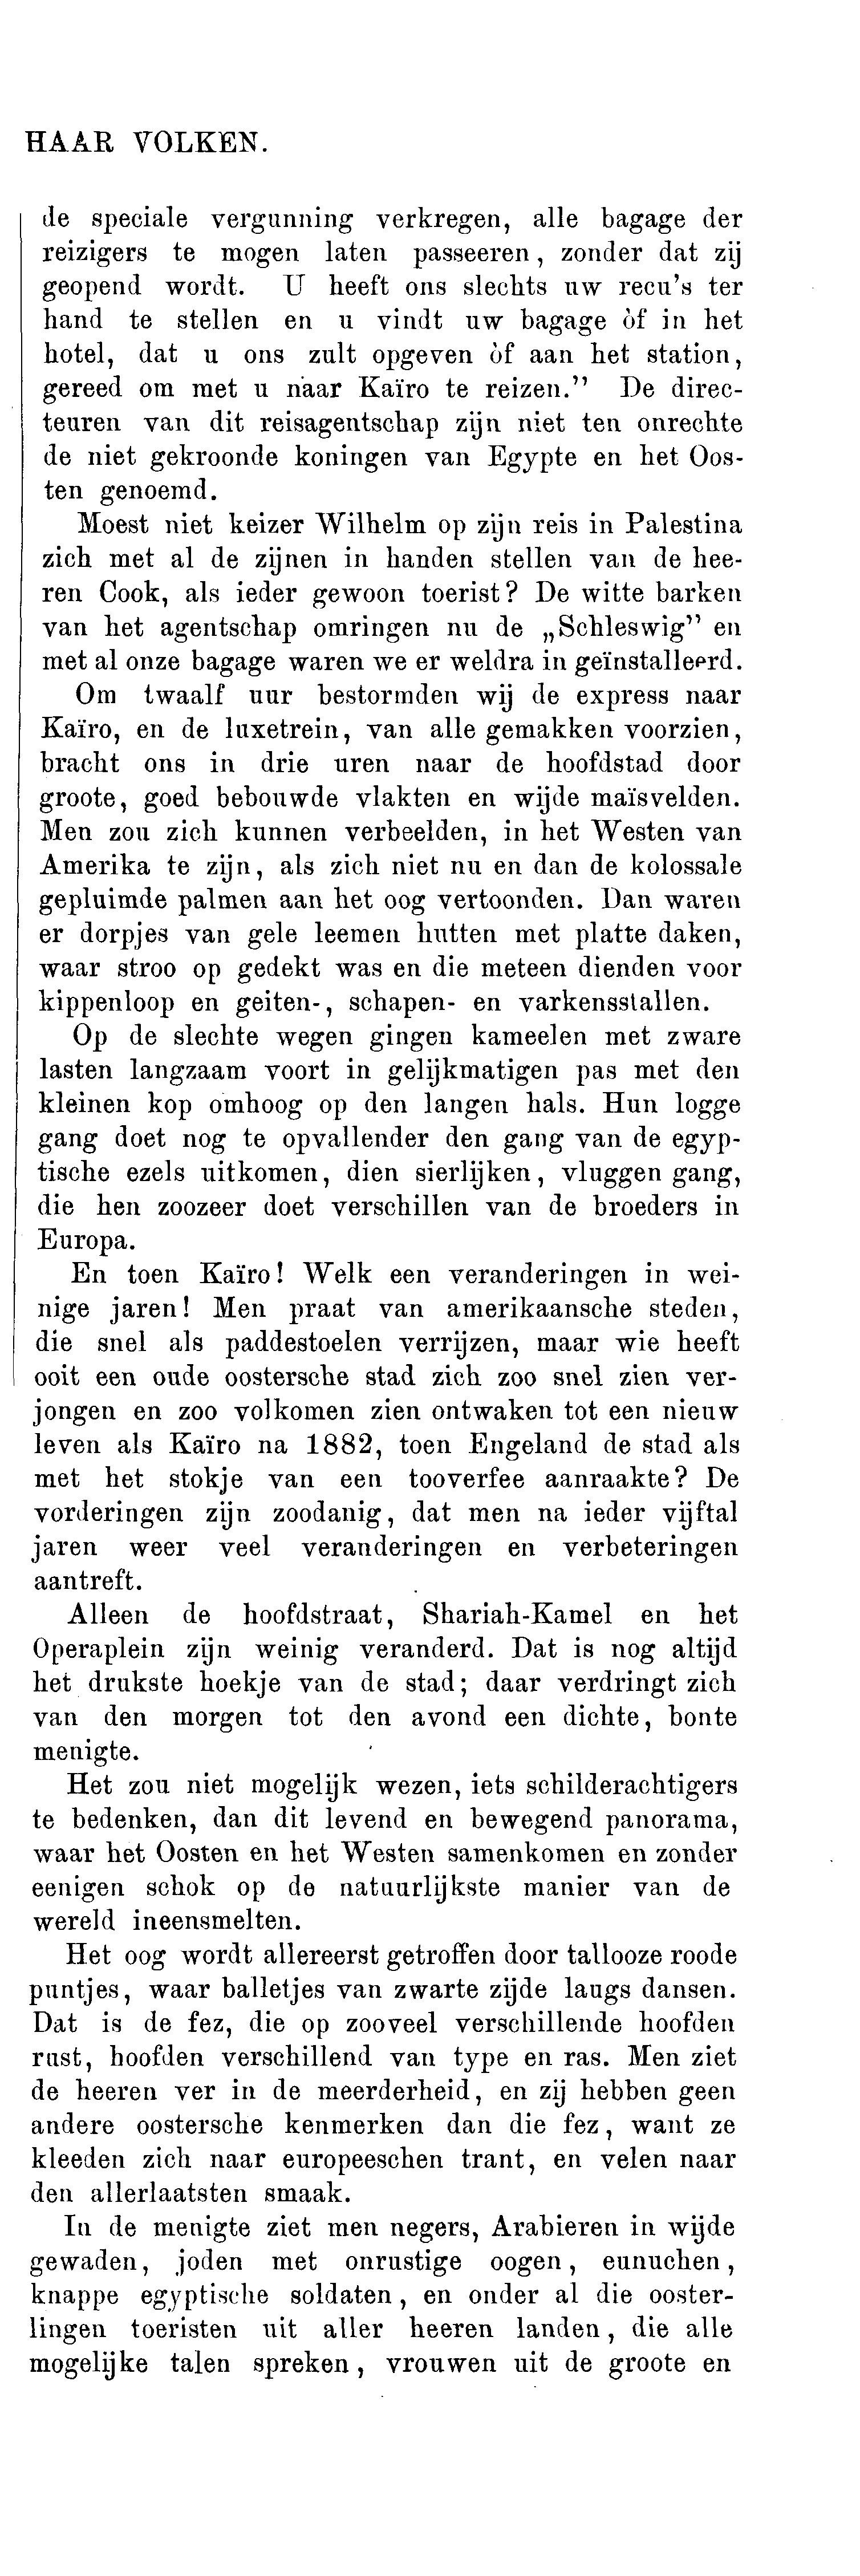 HAAR VOLKEN.
de speciale vergunning verkregen, alle bagage der
reizigers te mogen laten passeeren, zonder dat zij
geopend wordt. U heeft ons slechts uw recu's ter
hand te stellen en u vindt uw bagage òf in het
hotel, dat u ons zult opgeven òf aan het station,
gereed om met u naar Kaïro te reizen.” De direc-
teuren van dit reisagentschap zijn niet ten onrechte
de niet gekroonde koningen van Egypte en het Oos-
ten genoemd.
Moest niet keizer Wilhelm op zijn reis in Palestina
zich met al de zijnen in handen stellen van de hee-
ren Cook, als ieder gewoon toerist? De witte barken
van het agentschap omringen nu de „Schleswig” en
met al onze bagage waren we er weldra in geïnstalleerd.
Om twaalf uur bestormden wij de express naar
Kaïro, en de luxetrein, van alle gemakken voorzien,
bracht ons in drie uren naar de hoofdstad door
groote, goed bebouwde vlakten en wijde maïsvelden.
Men zou zich kunnen verbeelden, in het Westen van
Amerika te zijn, als zich niet nu en dan de kolossale
gepluimde palmen aan het oog vertoonden. Dan waren
er dorpjes van gele leemen hutten met platte daken,
waar stroo op gedekt was en die meteen dienden voor
kippenloop en geiten-, schapen- en varkensstallen.
Op de slechte wegen gingen kameelen met zware
lasten langzaam voort in gelijkmatigen pas met den
kleinen kop omhoog op den langen hals. Hun logge
gang doet nog te opvallender den gang van de egyp-
tische ezels uitkomen, dien sierlijken, vluggen gang,
die hen zoozeer doet verschillen van de broeders in
Europa.
En toen Kaïro! Welk een veranderingen in wei-
nige jaren! Men praat van amerikaansche steden,
die snel als paddestoelen verrijzen, maar wie heeft
ooit een oude oostersche stad zich zoo snel zien ver-
jongen en zoo volkomen zien ontwaken tot een nieuw
leven als Kaïro na 1882, toen Engeland de stad als
met het stokje van een tooverfee aanraakte? De
vorderingen zijn zoodanig, dat men na ieder vijftal
jaren weer veel veranderingen en verbeteringen
aantreft.
Alleen de hoofdstraat, Shariah-Kamel en het
Operaplein zijn weinig veranderd. Dat is nog altijd
het drukste hoekje van de stad; daar verdringt zich
van den morgen tot den avond een dichte, bonte
menigte.
Het zou niet mogelijk wezen, iets schilderachtigers
te bedenken, dan dit levend en bewegend panorama,
waar het Oosten en het Westen samenkomen en zonder
eenigen schok op de natuurlijkste manier van de
wereld ineensmelten.
Het oog wordt allereerst getroffen door tallooze roode
puntjes, waar balletjes van zwarte zijde langs dansen.
Dat is de fez, die op zooveel verschillende hoofden
rust, hoofden verschillend van type en ras. Men ziet
de heeren ver in de meerderheid, en zij hebben geen
andere oostersche kenmerken dan die fez, want ze
kleeden zich naar europeeschen trant, en velen naar
den allerlaatsten smaak.
In de menigte ziet men negers, Arabieren in wijde
gewaden, joden met onrustige oogen, eunuchen,
knappe egyptische soldaten, en onder al die ooster-
lingen toeristen uit aller heeren landen, die alle
mogelijke talen spreken, vrouwen uit de groote en